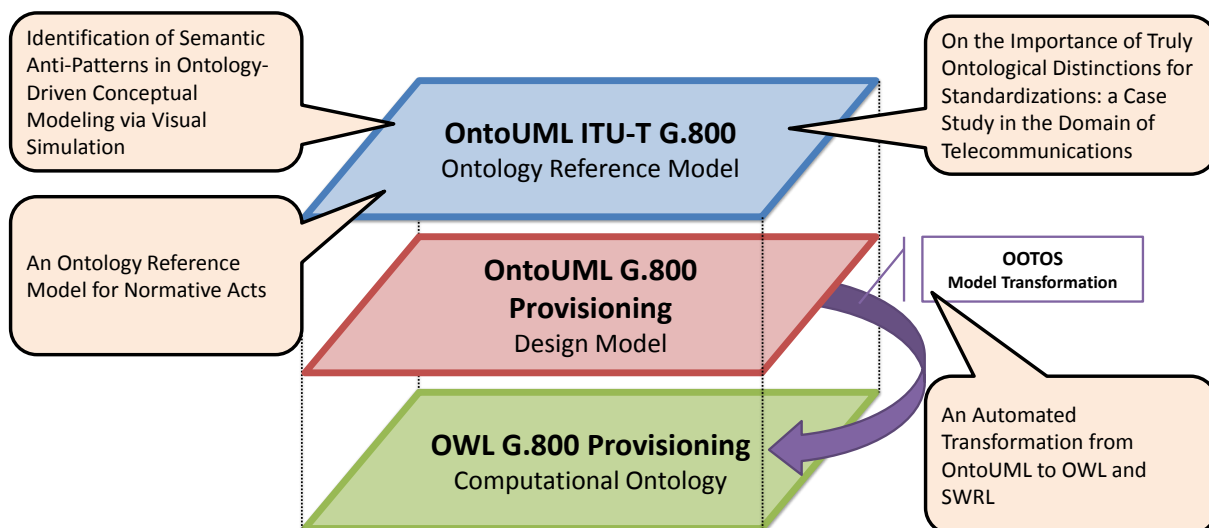 Identification of Semantic
Anti-Patterns in Ontology-
Driven Conceptual
Modeling via Visual
Simulation
On the Importance of Truly
Ontological Distinctions for
Standardizations: a Case
Study in the Domain of
Telecommunications
OntoUML ITU-T G.800
Ontology Reference Model
An Ontology Reference
Model for Normative Acts
OntoUML G.800
Provisioning
Design Model
OOTOS
Model Transformation
An Automated
Transformation from
OntoUML to OWL and
SWRL
OWL G.800 Provisioning
Computational Ontology